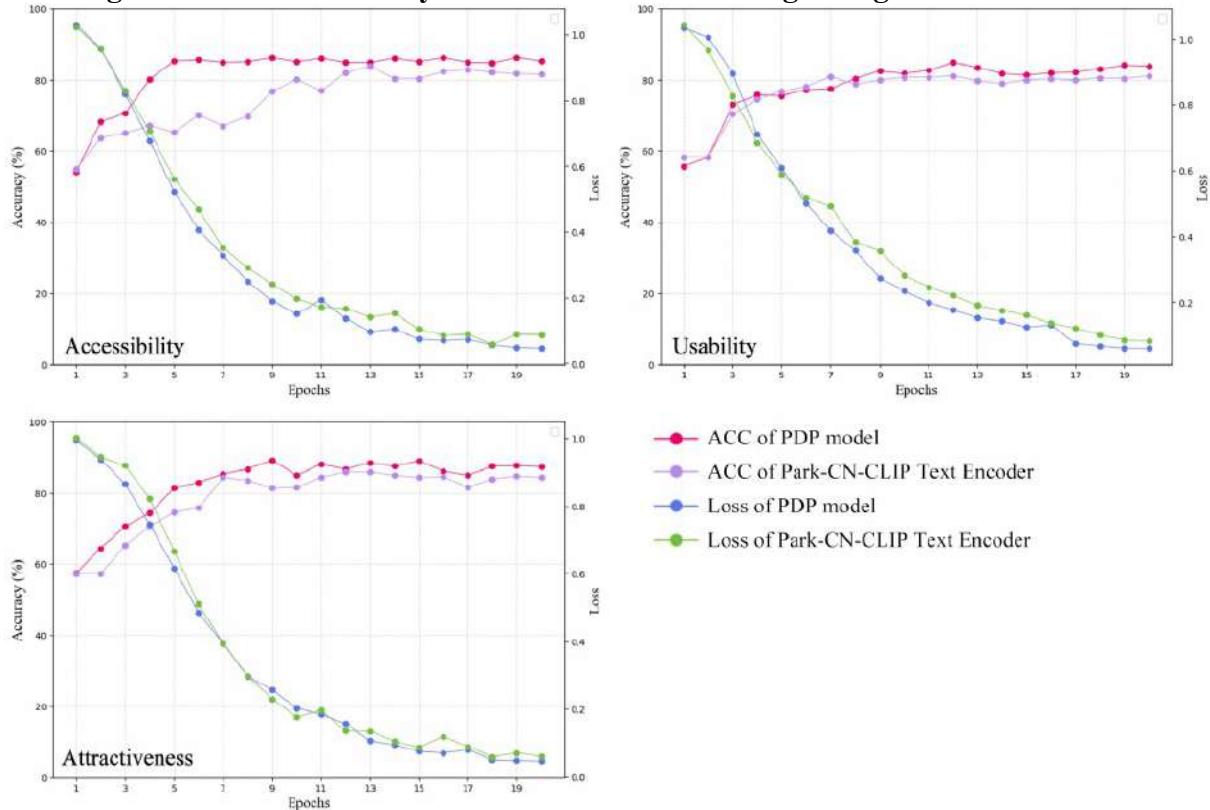 100
80
60
40
20
0
Accuracy (%)
1.0
0.8
0.6
0.4
0.2
0.0
Loss
Accessibility
1 3 5 7 9 11 13 15 17 19
Epochs
100
80
60
40
20
0
Accuracy (%)
1.0
0.8
0.6
0.4
0.2
Loss
Usability
1 3 5 7 9 11 13 15 17 19
Epochs
100
80
60
40
20
0
Accuracy (%)
1.0
0.8
0.6
0.4
0.2
0.0
Loss
Attractiveness
1 3 5 7 9 11 13 15 17 19
Epochs
ACC of PDP model
ACC of Park-CN-CLIP Text Encoder
Loss of PDP model
Loss of Park-CN-CLIP Text Encoder